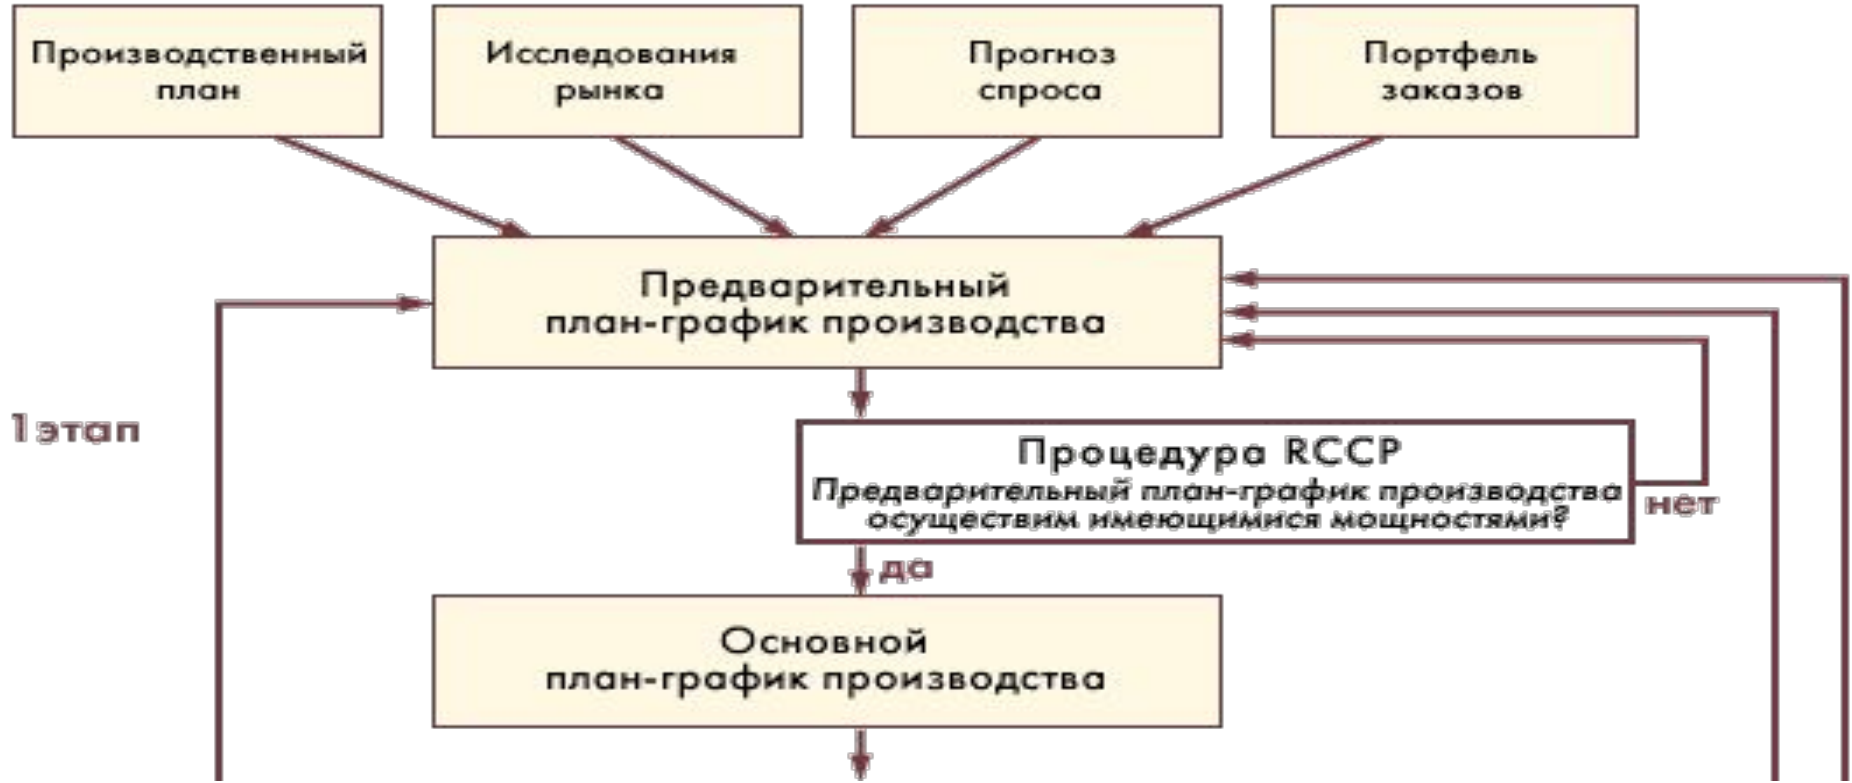 Производственный
план
Исследования
рынка
Прогноз
спроса
Портфель
заказов
Предварительный
план-график производства
1этап
Процедура RCCP
Предварительный план-график производства
осуществим имеющимися мощностями?
нет
да
Основной
план-график производства